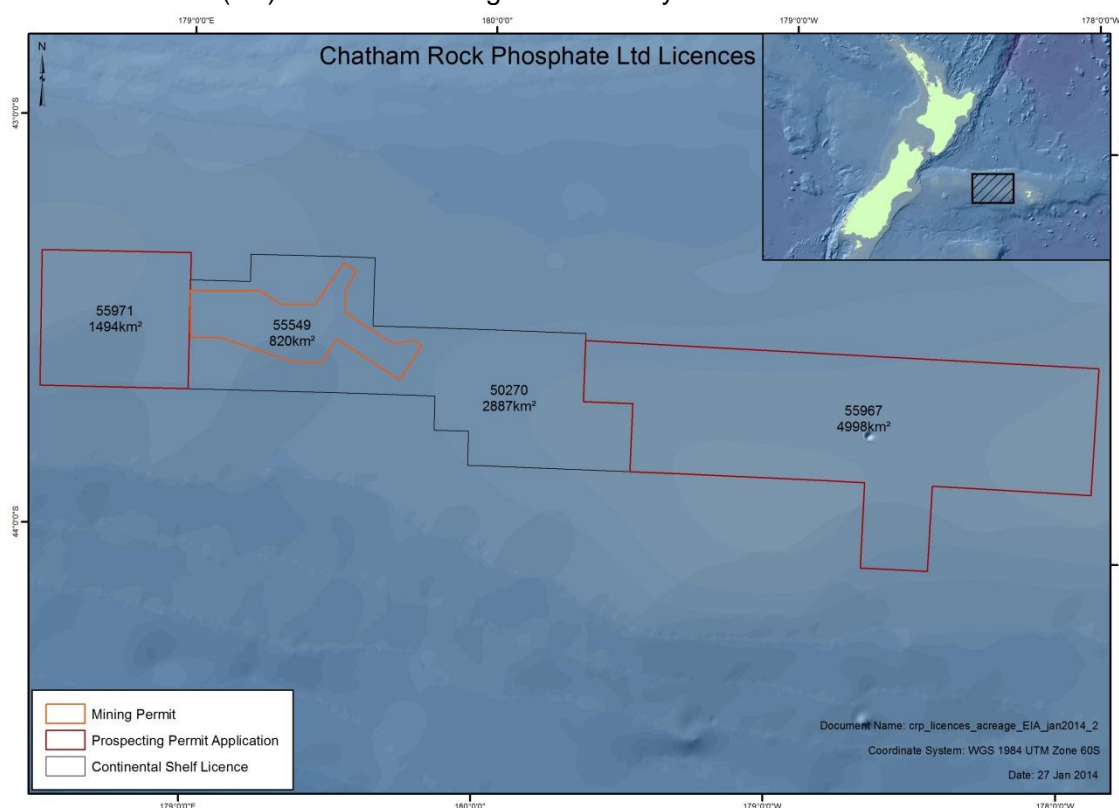 179°0'0"E
180°0'0"
179°0'0"W
178°0'0"W
Chatham Rock Phosphate Ltd Licences
N
43°0'0"S
55971
1494km²
55549
820km²
50270
2887km²
55967
4998km²
44°0'0"S
Mining Permit
Prospecting Permit Application
Continental Shelf Licence
Document Name: crp_licences_acreage_EIA_jan2014_2
Coordinate System: WGS 1984 UTM Zone 60S
Date: 27 Jan 2014
179°0'0"E
180°0'0"
179°0'0"W
178°0'0"W